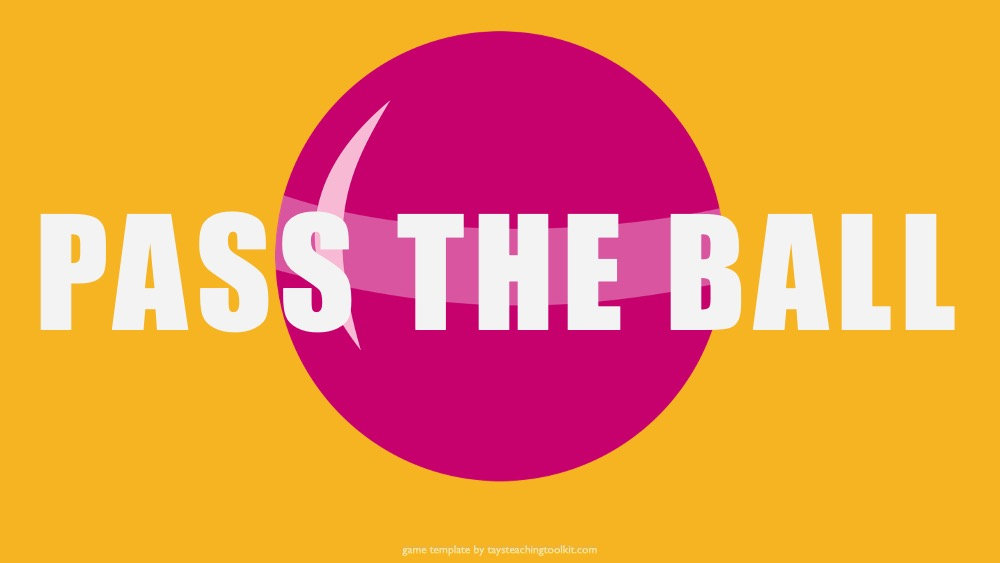 PASS THE BALL
game template by taysteachingtoolkit.com